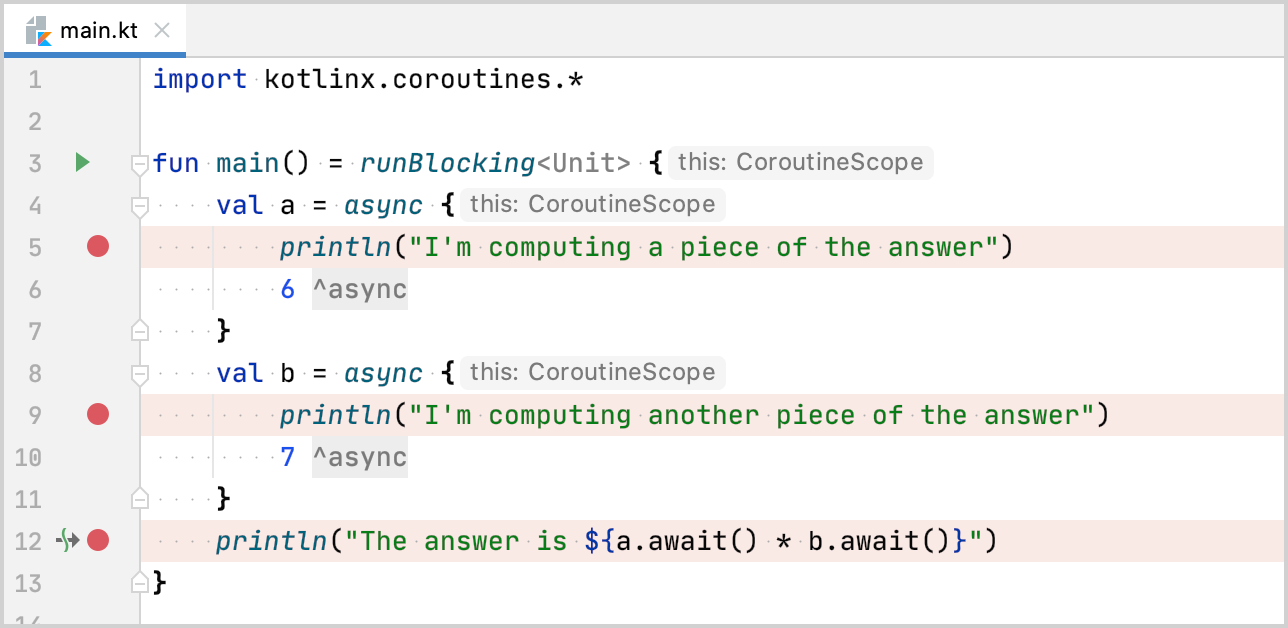 main.kt
1 import kotlinx.coroutines.*
2
3 fun main() = runBlocking<Unit> { this: CoroutineScope
4 val a = async { this: CoroutineScope
5 println("I'm computing a piece of the answer")
6 6 ^async
7 }
8 val b = async { this: CoroutineScope
9 println("I'm computing another piece of the answer")
10 7 ^async
11 }
12 println("The answer is ${a.await() * b.await()}")
13 }
14